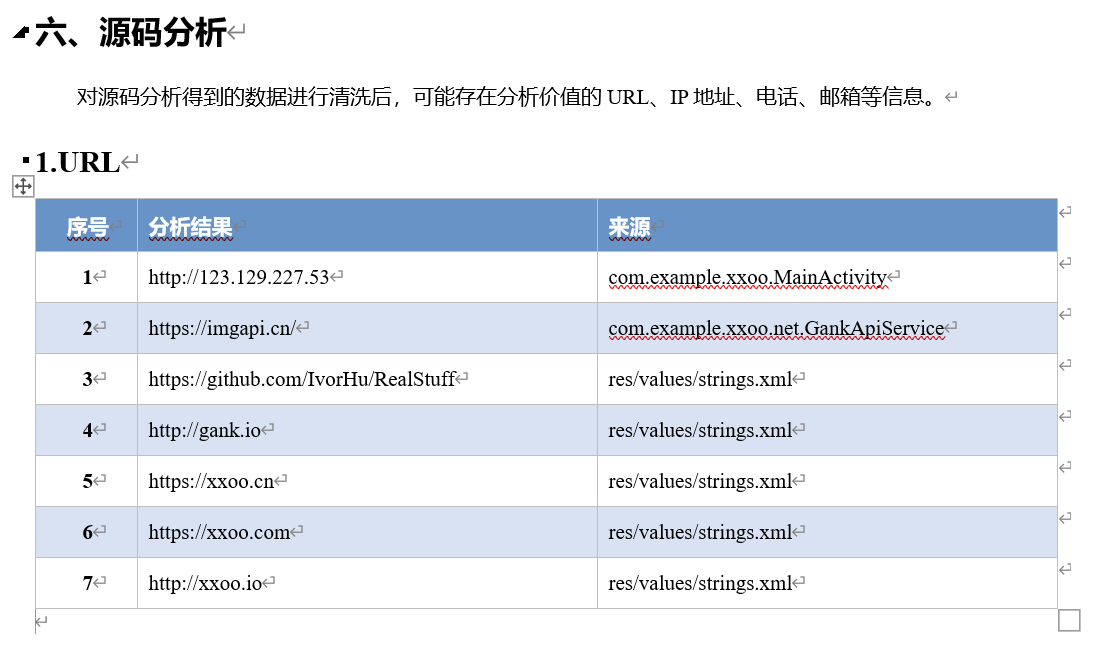 六、源码分析
对源码分析得到的数据进行清洗后，可能存在分析价值的 URL、IP 地址、电话、邮箱等信息。
1.URL
序号 分析结果 来源
1 http://123.129.227.53 com.example.xxoo.MainActivity
2 https://imgapi.cn/ com.example.xxoo.net.GankApiService
3 https://github.com/IvorHu/RealStuff res/values/strings.xml
4 http://gank.io res/values/strings.xml
5 https://xxoo.cn res/values/strings.xml
6 https://xxoo.com res/values/strings.xml
7 http://xxoo.io res/values/strings.xml